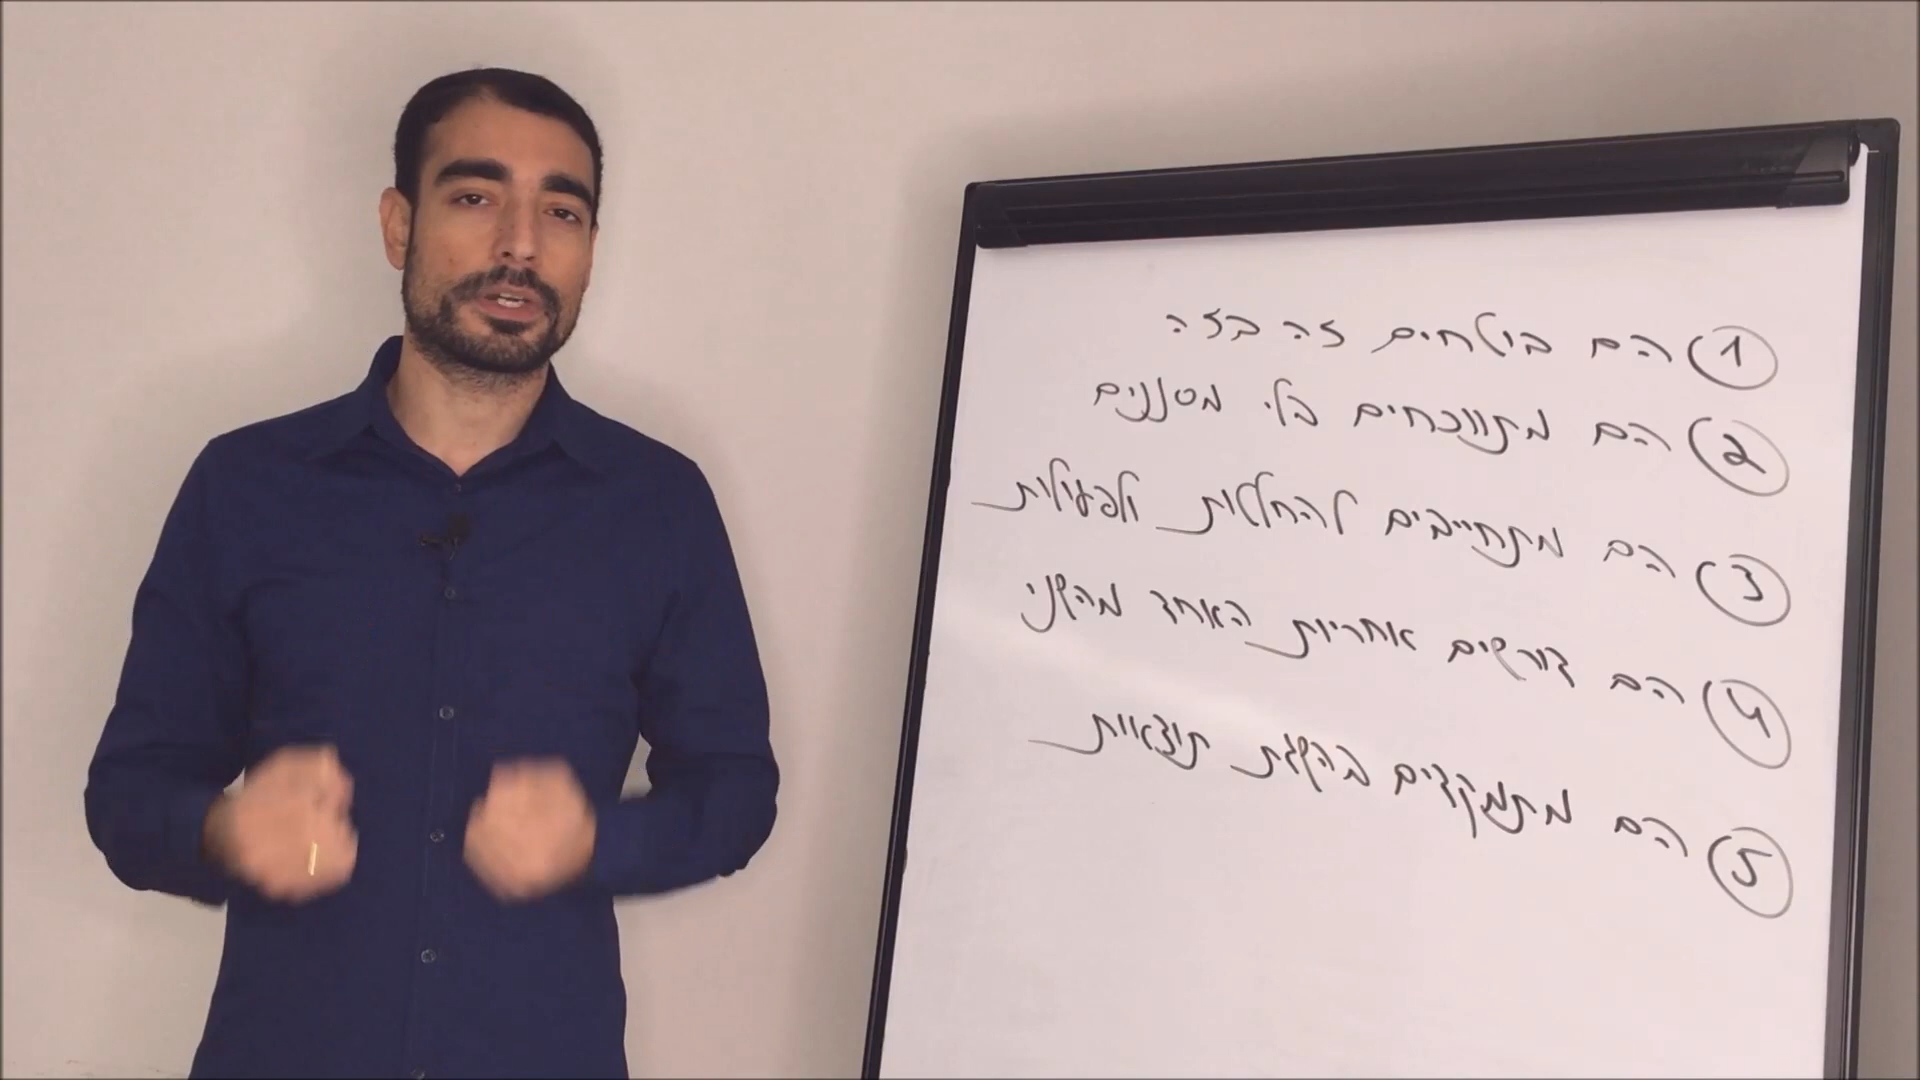 1 הם בוטחים זה בזה
2 הם מתווכחים בלי מסננים
3 הם מתחייבים להחלטות ולפעולות
4 הם דורשים אחריות האחד מהשני
5 הם מתמקדים בהשגת תוצאות